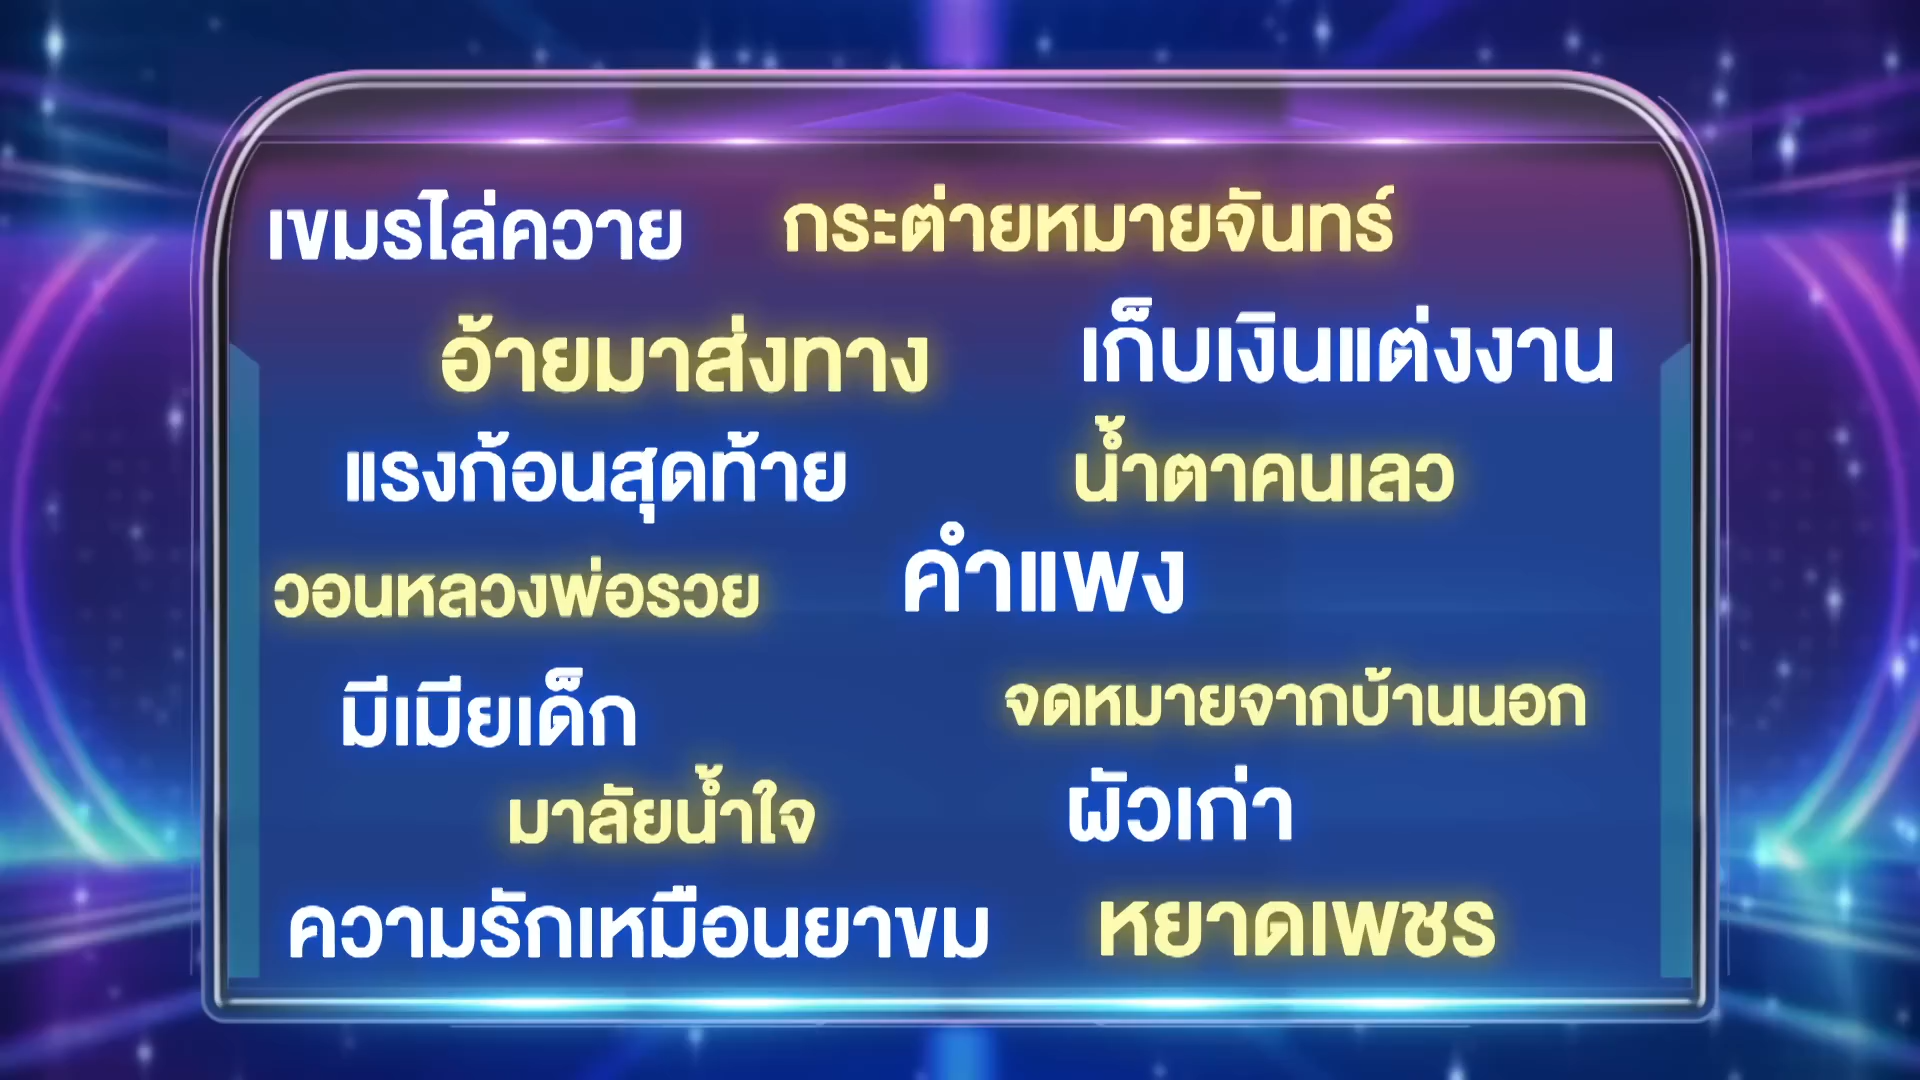 เขมรไล่ควาย
กระต่ายหมายจันทร์
อ้ายมาส่งทาง
เก็บเงินแต่งงาน
แรงก้อนสุดท้าย
น้ำตาคนเลว
วอนหลวงพ่อรวย
คำแพง
มีเมียเด็ก
จดหมายจากบ้านนอก
มาลัยน้ำใจ
ผัวเก่า
ความรักเหมือนยาขม
หยาดเพชร